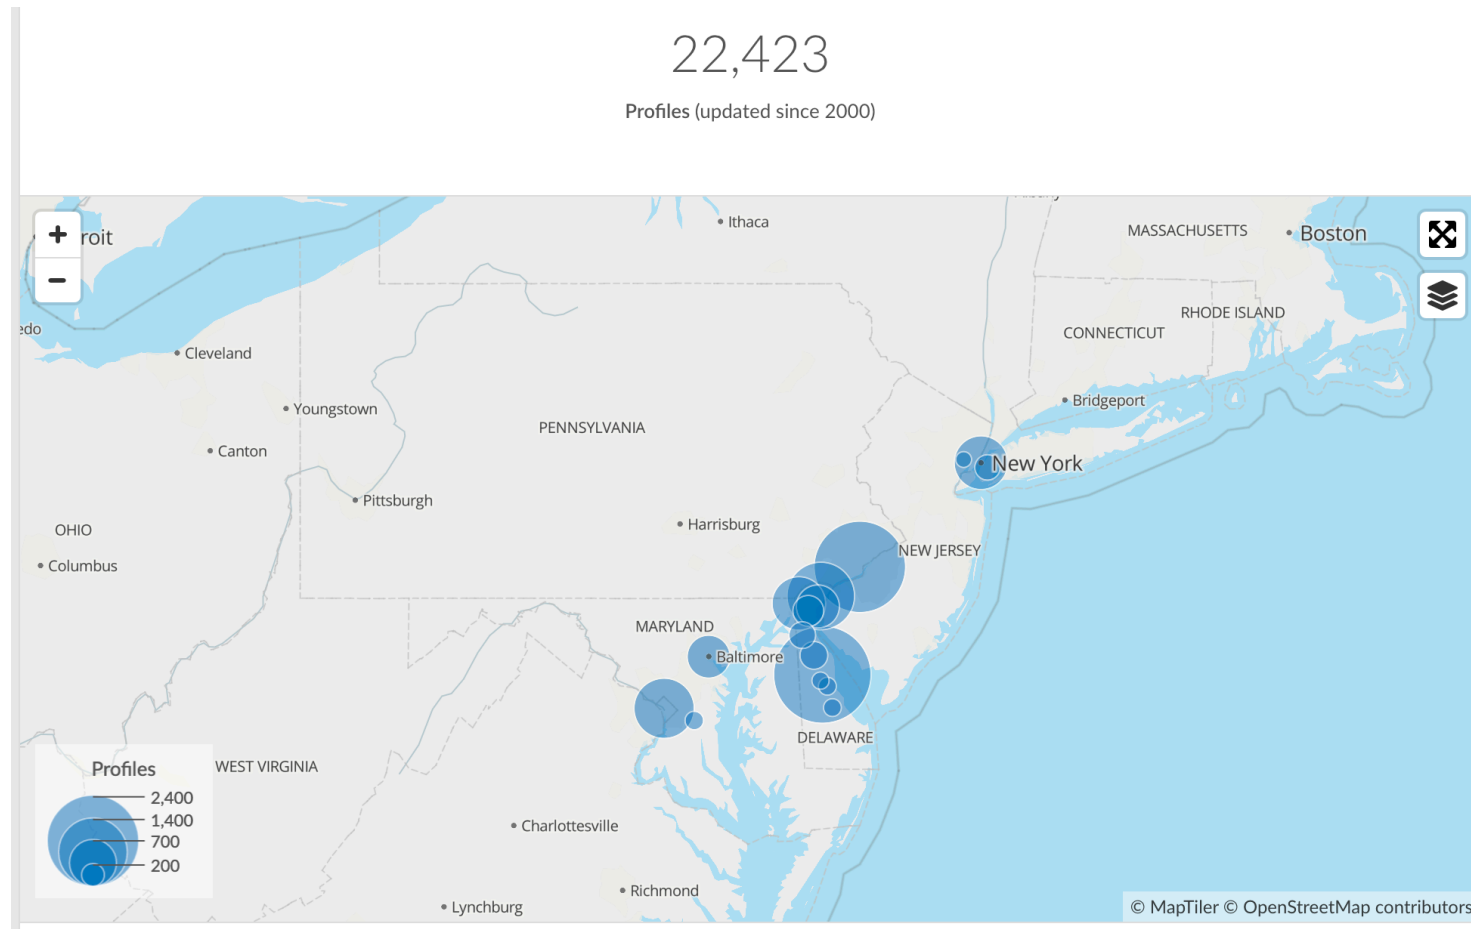 22,423
Profiles (updated since 2000)
Ithaca
MASSACHUSETTS
Boston
+
roit
−
RHODE ISLAND
edo
CONNECTICUT
Cleveland
Bridgeport
Youngstown
PENNSYLVANIA
Canton
New York
Pittsburgh
Harrisburg
OHIO
NEW JERSEY
Columbus
MARYLAND
Baltimore
DELAWARE
WEST VIRGINIA
Profiles
2,400
1,400
700
200
Charlottesville
Richmond
Lynchburg
© MapTiler © OpenStreetMap contributors